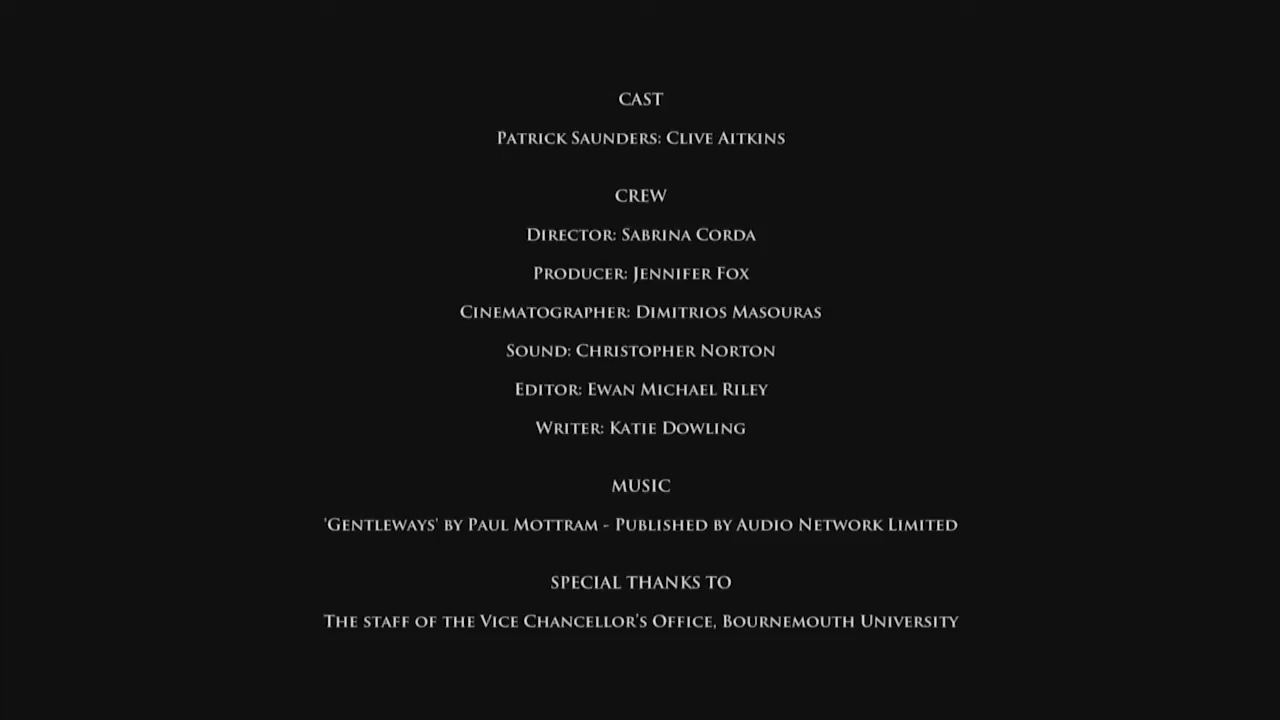 CAST
Patrick Saunders: Clive Aitkins
CREW
Director: Sabrina Corda
Producer: Jennifer Fox
Cinematographer: Dimitrios Masouras
Sound: Christopher Norton
Editor: Ewan Michael Riley
Writer: Katie Dowling
MUSIC
'Gentleways' by Paul Mottram - Published by Audio Network Limited
SPECIAL THANKS TO
The staff of the Vice Chancellor's Office, Bournemouth University